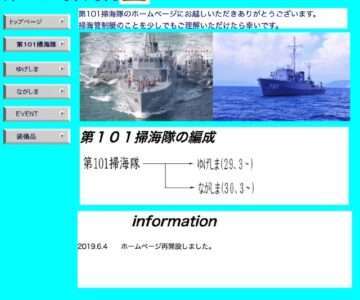 第101掃海隊のホームページにお越しいただきありがとうございます。
掃海管制艇のことを少しでもご理解いただけたら幸いです。
トップページ
第101掃海隊
ゆげしま
ながしま
EVENT
装備品
第１０１掃海隊の編成
第101掃海隊
ゆげしま(29.3~)
ながしま(30.3~)
information
2019.6.4 ホームページ再開設しました。